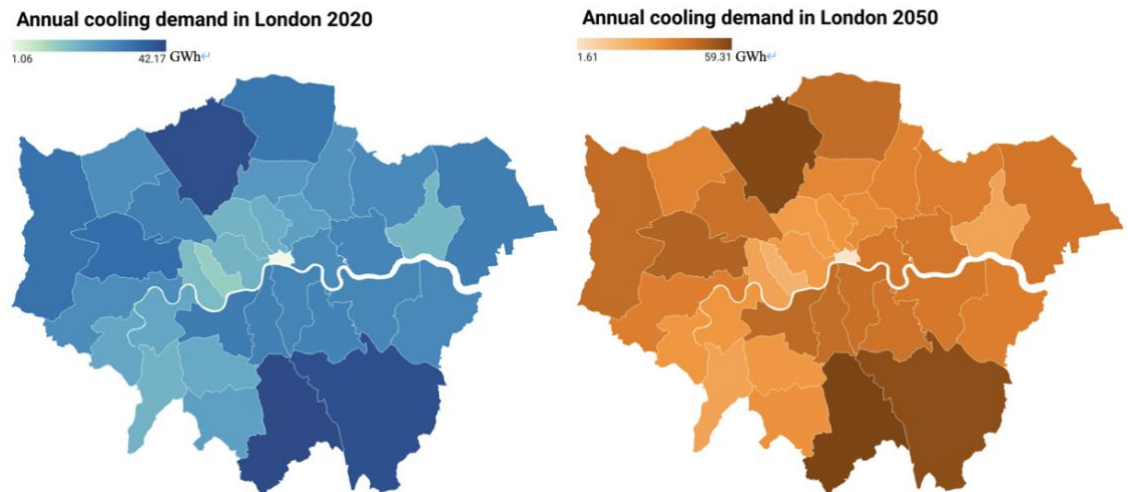 Annual cooling demand in London 2020
1.06 42.17 GWh↵
Annual cooling demand in London 2050
1.61 59.31 GWh↵